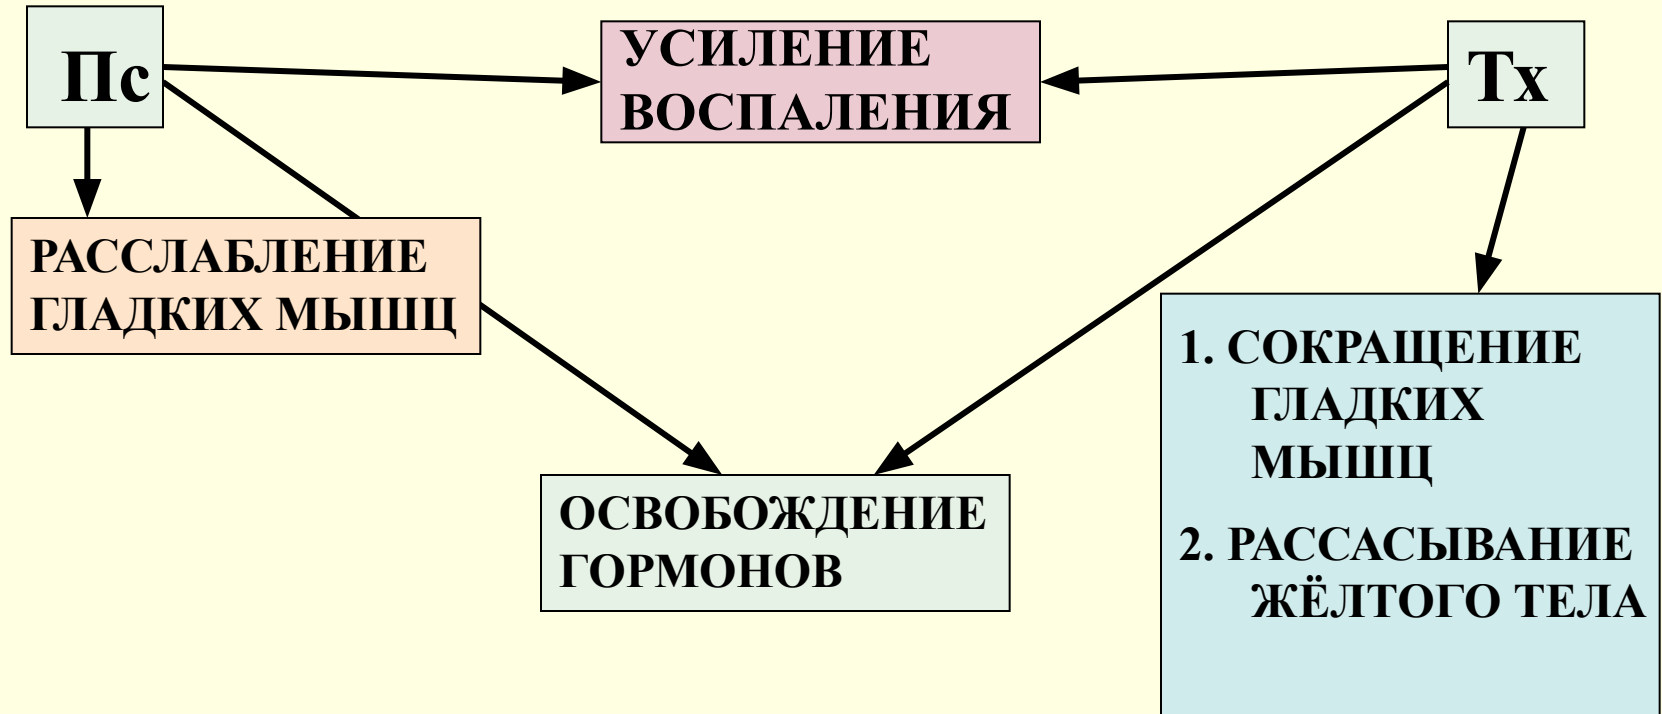 Пс
УСИЛЕНИЕ
ВОСПАЛЕНИЯ
Тх
РАССЛАБЛЕНИЕ
ГЛАДКИХ МЫШЦ
1. СОКРАЩЕНИЕ
ГЛАДКИХ
МЫШЦ
2. РАССАСЫВАНИЕ
ЖЁЛТОГО ТЕЛА
ОСВОБОЖДЕНИЕ
ГОРМОНОВ